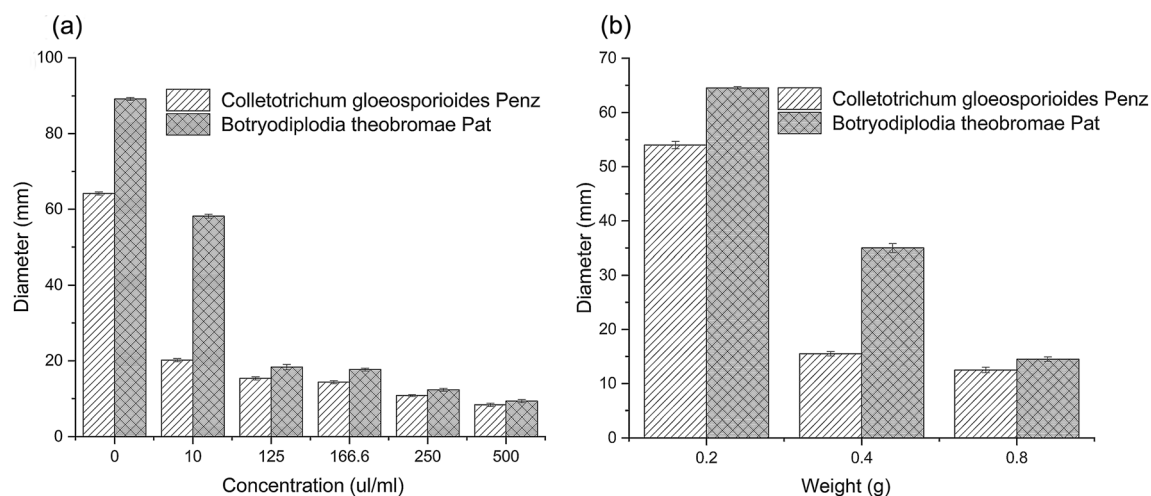 (a)
100
80
60
40
20
0
Diameter (mm)
Colletotrichum gloeosporioides Penz
Botryodiplodia theobromae Pat
0 10 125 166.6 250 500
Concentration (ul/ml)
(b)
70
60
50
40
30
20
10
0
Diameter (mm)
Colletotrichum gloeosporioides Penz
Botryodiplodia theobromae Pat
0.2 0.4 0.8
Weight (g)